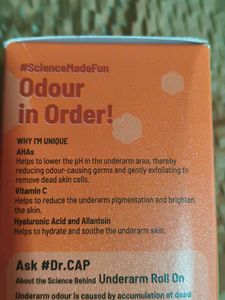 #ScienceMadeFun
Odour
in Order!
WHY I'M UNIQUE
AHAs
Helps to lower the pH in the underarm area, thereby
reducing odour-causing germs and gently exfoliating to
remove dead skin cells.
Vitamin C
Helps to reduce the underarm pigmentation and brighten
the skin.
Hyaluronic Acid and Allantoin
Helps to hydrate and soothe the underarm skin.
Ask #Dr.CAP
About the Science Behind Underarm Roll On
Underarm odour is caused by accumulation of dead